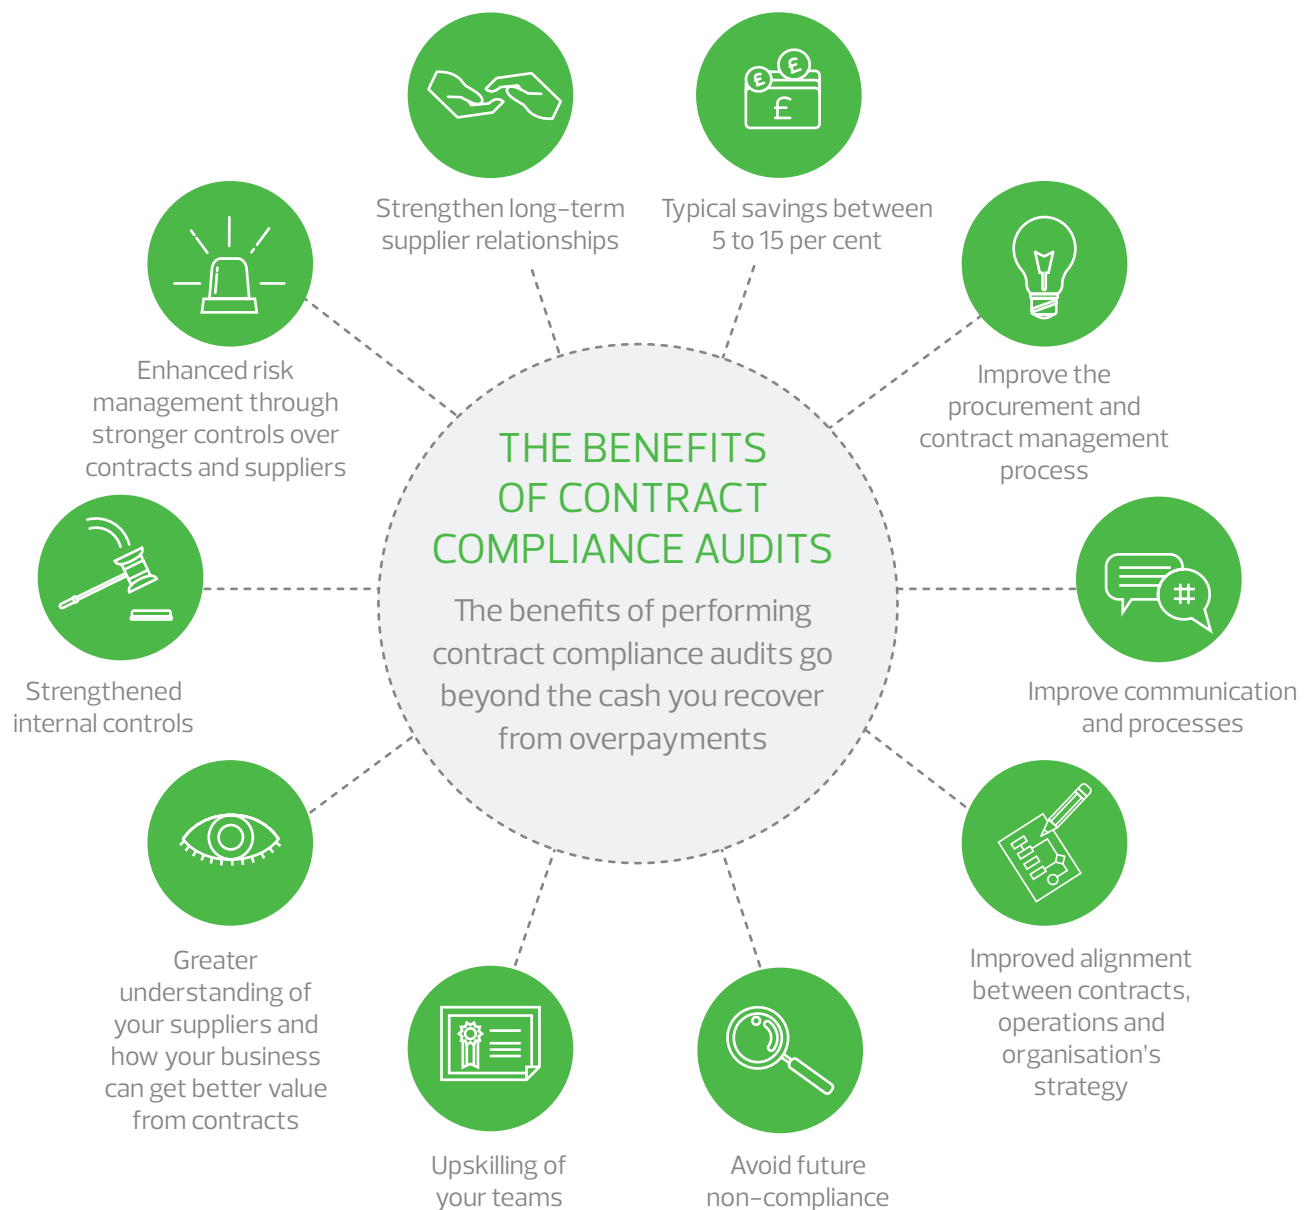 £
£
£
Strengthen long-term
supplier relationships
Typical savings between
5 to 15 per cent
Enhanced risk
management through
stronger controls over
contracts and suppliers
Improve the
procurement and
contract management
process
THE BENEFITS
OF CONTRACT
COMPLIANCE AUDITS
The benefits of performing
contract compliance audits go
beyond the cash you recover
from overpayments
#
Strengthened
internal controls
Improve communication
and processes
Greater
understanding of
your suppliers and
how your business
can get better value
from contracts
Improved alignment
between contracts,
operations and
organisation's
strategy
Upskilling of
your teams
Avoid future
non-compliance